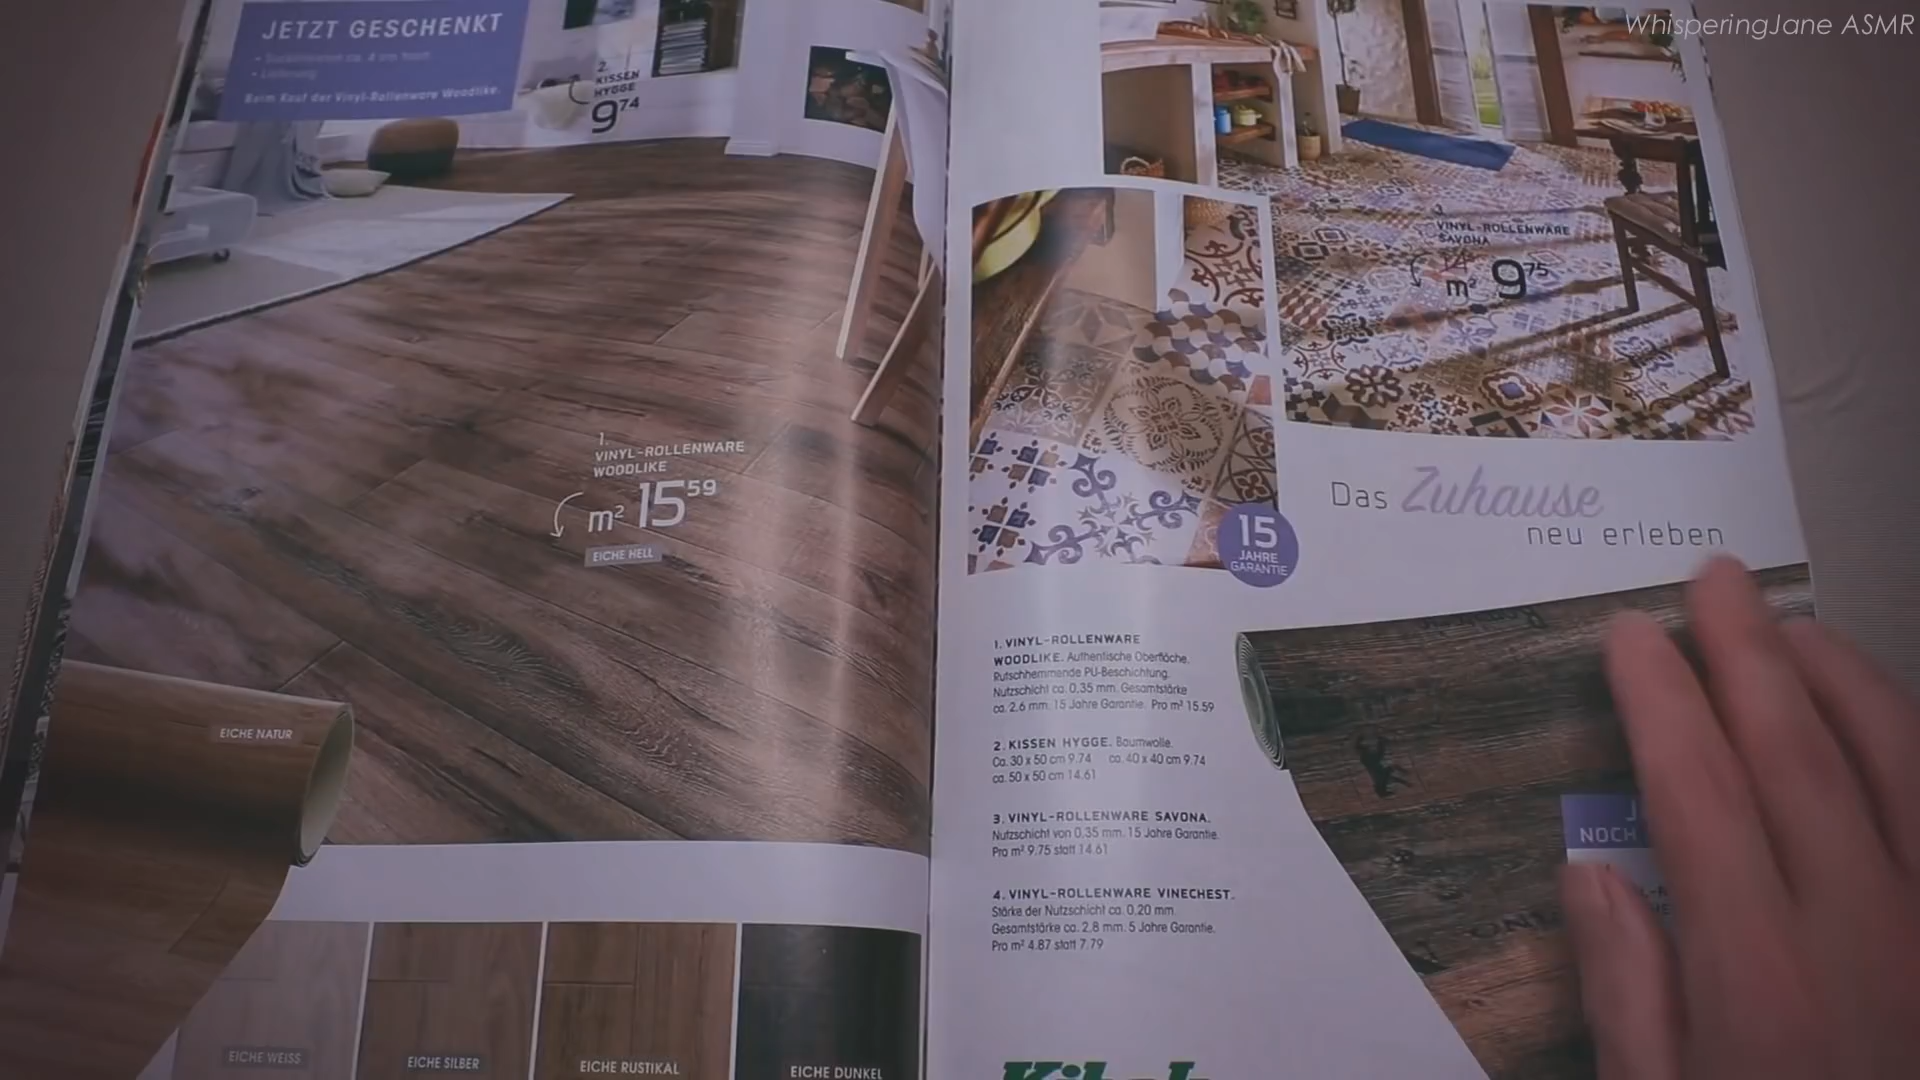 WhisperingJane ASMR
JETZT GESCHENKT
• Lieferung
Beim Kauf der Vinyl-Rollenware Woodlike.
2.
KISSEN
HYGGE
9 74
1.
VINYL-ROLLENWARE
WOODLIKE
m² 15 59
EICHE HELL
EICHE NATUR
EICHE WEISS
EICHE SILBER
EICHE RUSTIKAL
EICHE DUNKEL
3.
VINYL-ROLLENWARE
SAVONA
m² 9 75
15
JAHRE
GARANTIE
Das Zuhause
neu erleben
1. VINYL-ROLLENWARE
WOODLIKE. Authentische Oberfläche.
Rutschhemmende PU-Beschichtung.
Nutzschicht ca. 0,35 mm. Gesamtstärke
ca. 2,6 mm. 15 Jahre Garantie. Pro m² 15.59
2. KISSEN HYGGE. Baumwolle.
Ca. 30 x 50 cm 9.74 ca. 40 x 40 cm 9.74
ca. 50 x 50 cm 14.61
3. VINYL-ROLLENWARE SAVONA.
Nutzschicht von 0,35 mm. 15 Jahre Garantie.
Pro m² 9.75 statt 14.61
4. VINYL-ROLLENWARE VINECHEST.
Stärke der Nutzschicht ca. 0,20 mm.
Gesamtstärke ca. 2,8 mm. 5 Jahre Garantie.
Pro m² 4.87 statt 7.79
NOCH